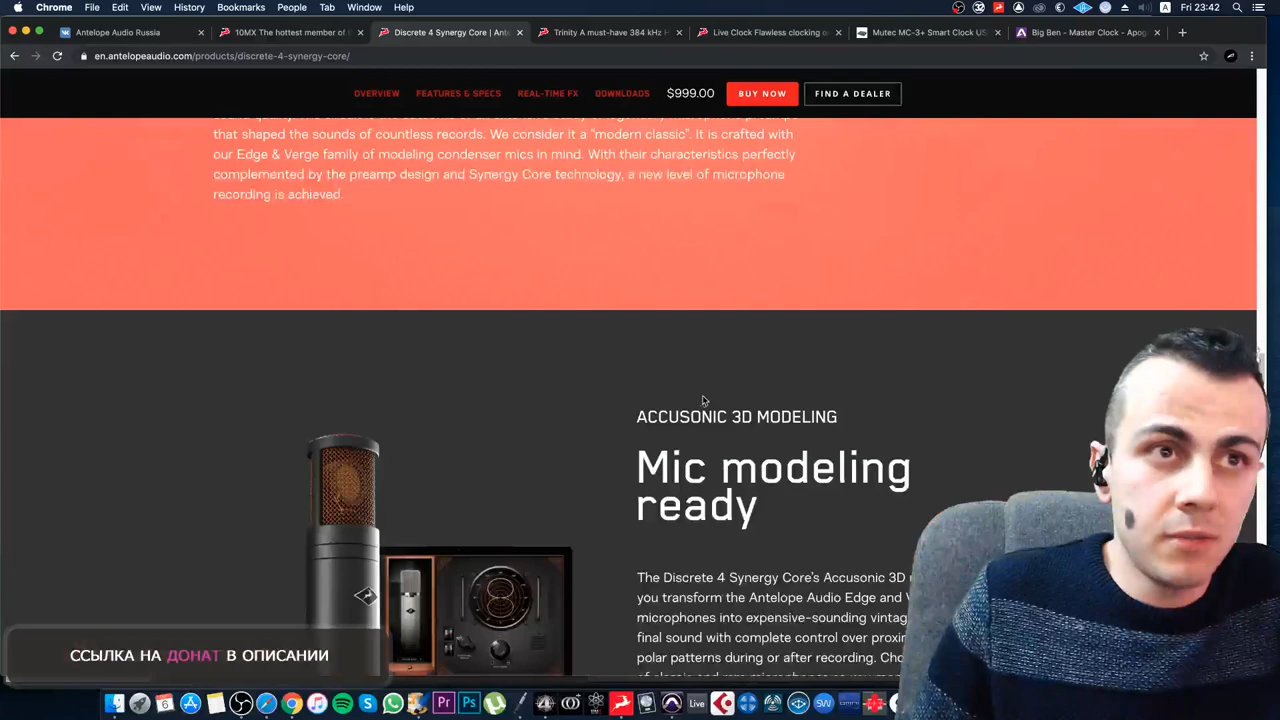 Chrome File Edit View History Bookmarks People Tab Window Help
Fri 23:42
Antelope Audio Russia
10MX The hottest member of
Discrete 4 Synergy Core | Ante
Trinity A must-have 384 kHz H
Live Clock Flawless clocking
Mutec MC-3+ Smart Clock US
Big Ben - Master Clock - Apog
en.antelopeaudio.com/products/discrete-4-synergy-core/
OVERVIEW FEATURES & SPECS REAL-TIME FX DOWNLOADS $999.00 BUY NOW FIND A DEALER
that shaped the sounds of countless records. We consider it a “modern classic”. It is crafted with
our Edge & Verge family of modeling condenser mics in mind. With their characteristics perfectly
complemented by the preamp design and Synergy Core technology, a new level of microphone
recording is achieved.
ACCUSONIC 3D MODELING
Mic modeling
ready
The Discrete 4 Synergy Core’s Accusonic 3D
you transform the Antelope Audio Edge and
microphones into expensive-sounding vintag
final sound with complete control over proxim
polar patterns during or after recording.
ССЫЛКА НА ДОНАТ В ОПИСАНИИ
Live
SW